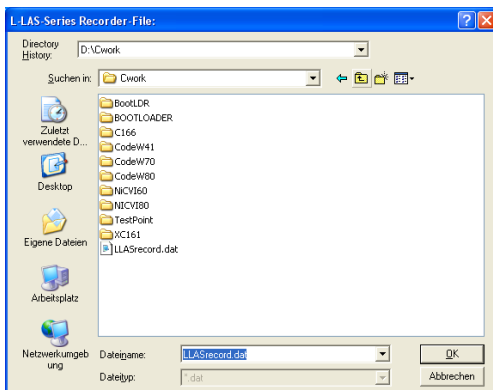 L-LAS-Series Recorder-File:
Directory
History:
D:\Cwork
Suchen in:
Cwork
Zuletzt
verwendete D...
Desktop
Eigene Dateien
Arbeitsplatz
Netzwerkumgeb
ung
BootLDR
BOOTLOADER
C166
CodeW41
CodeW70
CodeW80
NiCVI60
NICVI80
TestPoint
XC161
LLASrecord.dat
Dateiname:
LLASrecord.dat
OK
Dateityp:
*.dat
Abbrechen